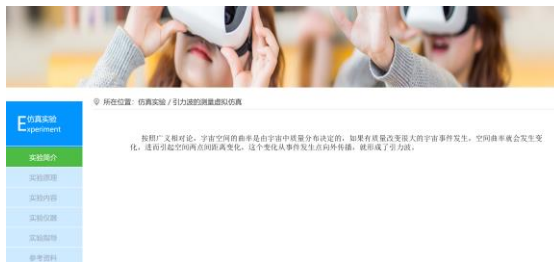 所在位置：仿真实验 / 引力波的测量虚拟仿真
仿真实验
Experiment
实验简介
按照广义相对论，宇宙空间的曲率是由宇宙中质量分布决定的，如果有质量改变很大的宇宙事件发生，空间曲率就会发生变
化，进而引起空间两点间距离变化，这个变化从事件发生点向外传播，就形成了引力波。
实验原理
实验内容
实验仪器
实验指导
参考资料